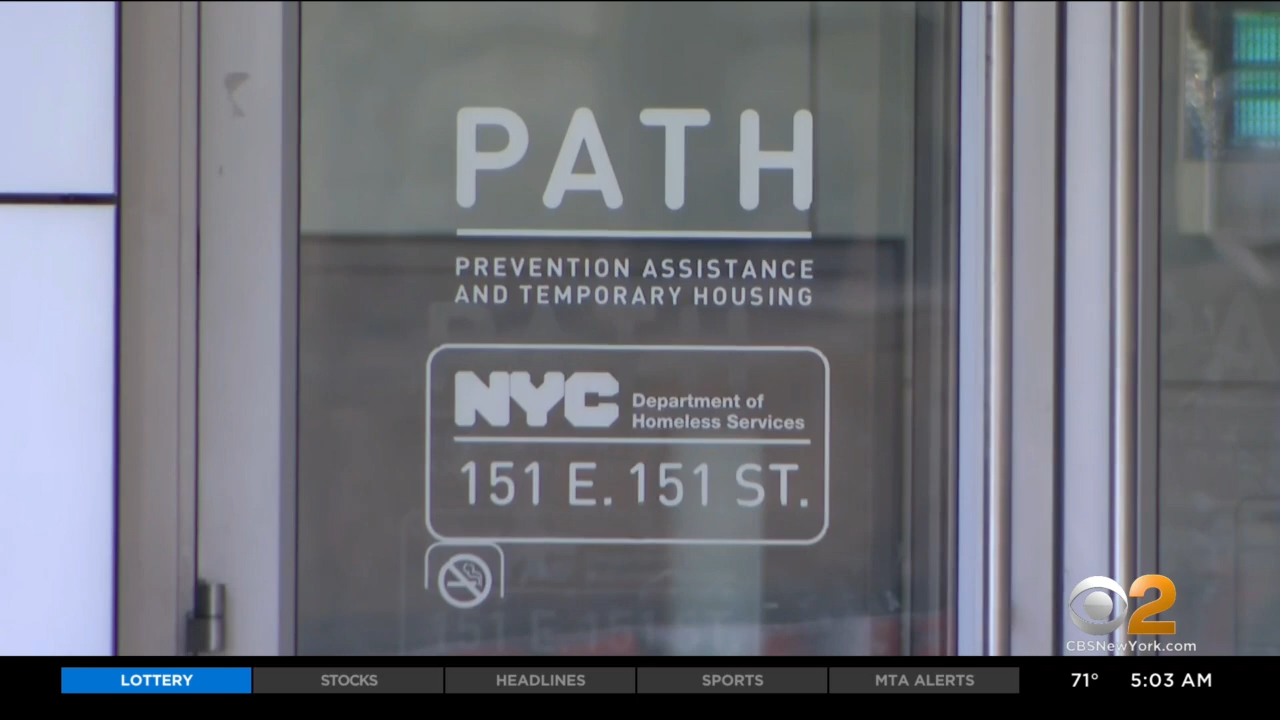 PATH
PREVENTION ASSISTANCE
AND TEMPORARY HOUSING
NYC Department of
Homeless Services
151 E. 151 ST.
2
CBSNewYork.com
LOTTERY STOCKS HEADLINES SPORTS MTA ALERTS 71° 5:03 AM